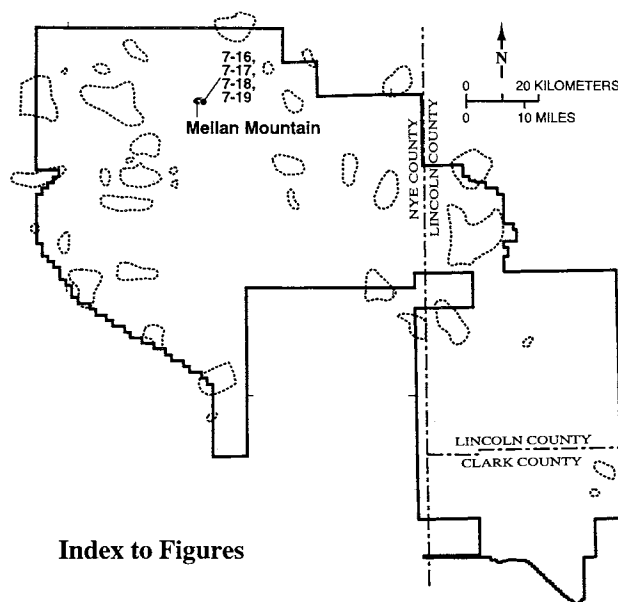 7-16,
7-17,
7-18,
7-19
Mellan Mountain
N
0 20 KILOMETERS
0 10 MILES
NYE COUNTY
LINCOLN COUNTY
LINCOLN COUNTY
CLARK COUNTY
Index to Figures